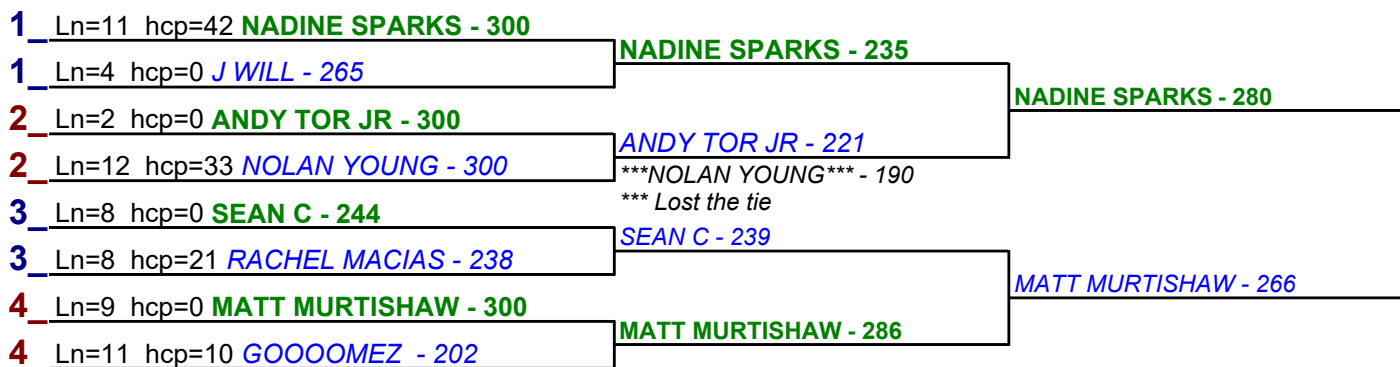 1_ Ln=11 hcp=42 NADINE SPARKS - 300
NADINE SPARKS - 235
1_ Ln=4 hcp=0 J WILL - 265
NADINE SPARKS - 280
2_ Ln=2 hcp=0 ANDY TOR JR - 300
ANDY TOR JR - 221
2_ Ln=12 hcp=33 NOLAN YOUNG - 300
***NOLAN YOUNG*** - 190
*** Lost the tie
3_ Ln=8 hcp=0 SEAN C - 244
SEAN C - 239
3_ Ln=8 hcp=21 RACHEL MACIAS - 238
MATT MURTISHAW - 266
4_ Ln=9 hcp=0 MATT MURTISHAW - 300
MATT MURTISHAW - 286
4 Ln=11 hcp=10 GOOOOMEZ - 202